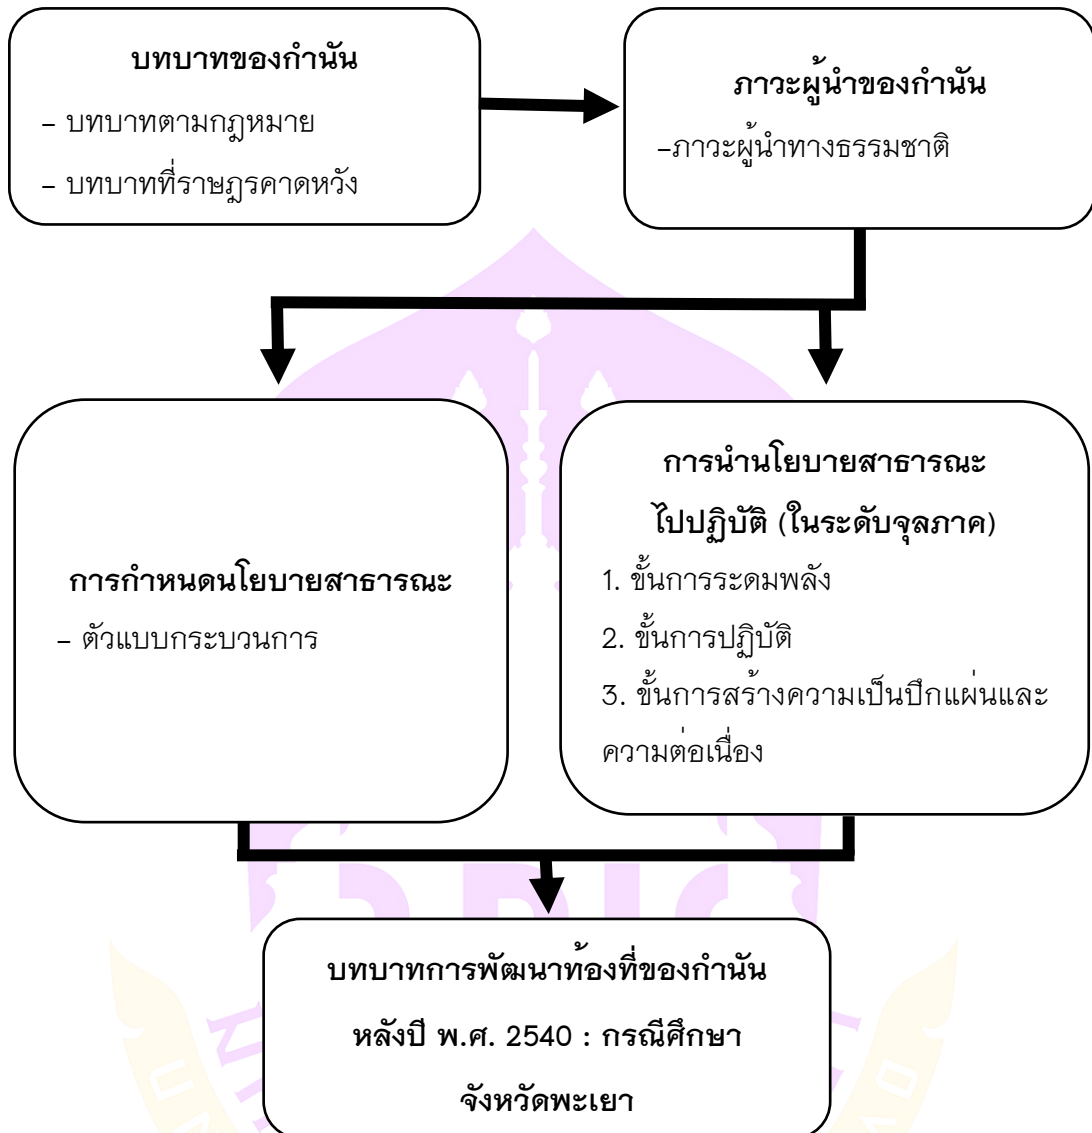 บทบาทของกำนัน
- บทบาทตามกฎหมาย
- บทบาทที่ราษฎรคาดหวัง
ภาวะผู้นำของกำนัน
-ภาวะผู้นำทางธรรมชาติ
การกำหนดนโยบายสาธารณะ
- ตัวแบบกระบวนการ
การนำนโยบายสาธารณะ
ไปปฏิบัติ (ในระดับจุลภาค)
1. ขั้นการระดมพลัง
2. ขั้นการปฏิบัติ
3. ขั้นการสร้างความเป็นปึกแผ่นและ
ความต่อเนื่อง
บทบาทการพัฒนาท้องที่ของกำนัน
หลังปี พ.ศ. 2540 : กรณีศึกษา
จังหวัดพะเยา